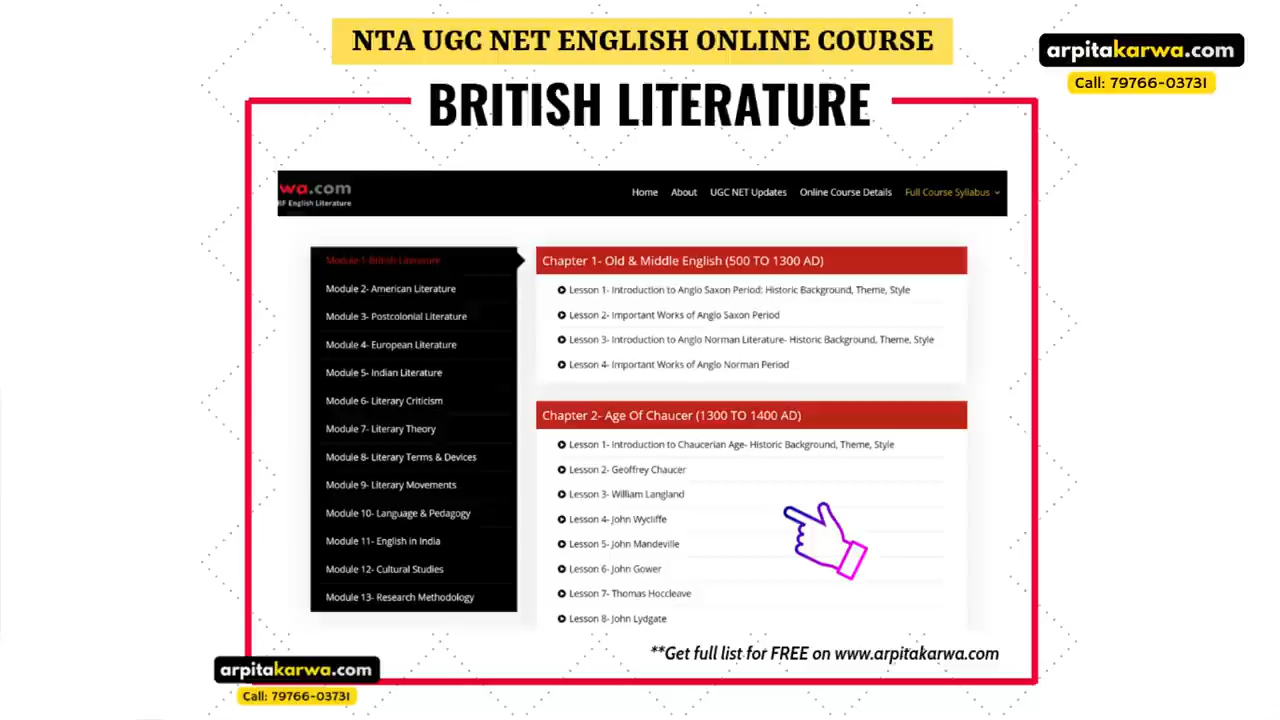 NTA UGC NET ENGLISH ONLINE COURSE
arpitakarwa.com
Call: 79766-03731
BRITISH LITERATURE
wa.com
RF English Literature
Home About UGC NET Updates Online Course Details Full Course Syllabus
Module 1-British Literature
Module 2- American Literature
Module 3- Postcolonial Literature
Module 4- European Literature
Module 5- Indian Literature
Module 6- Literary Criticism
Module 7- Literary Theory
Module 8- Literary Terms & Devices
Module 9- Literary Movements
Module 10- Language & Pedagogy
Module 11- English in India
Module 12- Cultural Studies
Module 13- Research Methodology
Chapter 1- Old & Middle English (500 TO 1300 AD)
Lesson 1- Introduction to Anglo Saxon Period: Historic Background, Theme, Style
Lesson 2- Important Works of Anglo Saxon Period
Lesson 3- Introduction to Anglo Norman Literature- Historic Background, Theme, Style
Lesson 4- Important Works of Anglo Norman Period
Chapter 2- Age Of Chaucer (1300 TO 1400 AD)
Lesson 1- Introduction to Chaucerian Age- Historic Background, Theme, Style
Lesson 2- Geoffrey Chaucer
Lesson 3- William Langland
Lesson 4- John Wycliffe
Lesson 5- John Mandeville
Lesson 6- John Gower
Lesson 7- Thomas Hoccleave
Lesson 8- John Lydgate
**Get full list for FREE on www.arpitakarwa.com
arpitakarwa.com
Call: 79766-03731